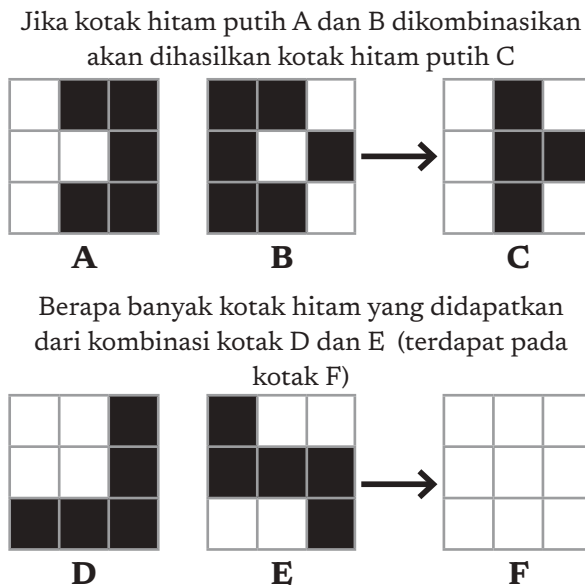 Jika kotak hitam putih A dan B dikombinasikan
akan dihasilkan kotak hitam putih C
A B C
Berapa banyak kotak hitam yang didapatkan
dari kombinasi kotak D dan E (terdapat pada
kotak F)
D E F